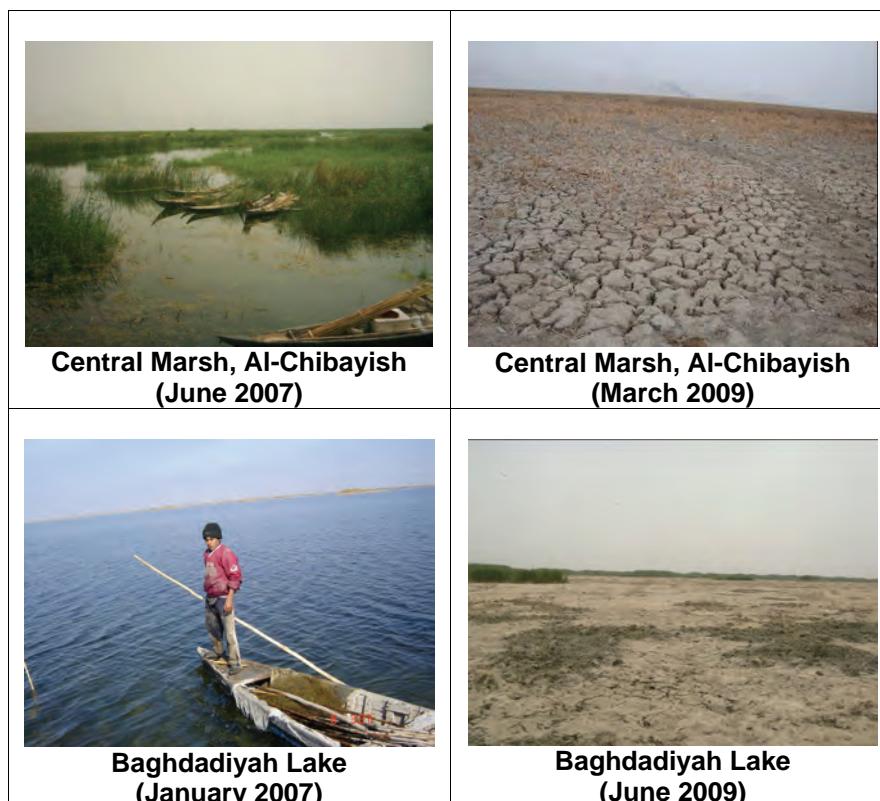 Central Marsh, Al-Chibayish
(June 2007)
Central Marsh, Al-Chibayish
(March 2009)
Baghdadiyah Lake
(January 2007)
Baghdadiyah Lake
(June 2009)